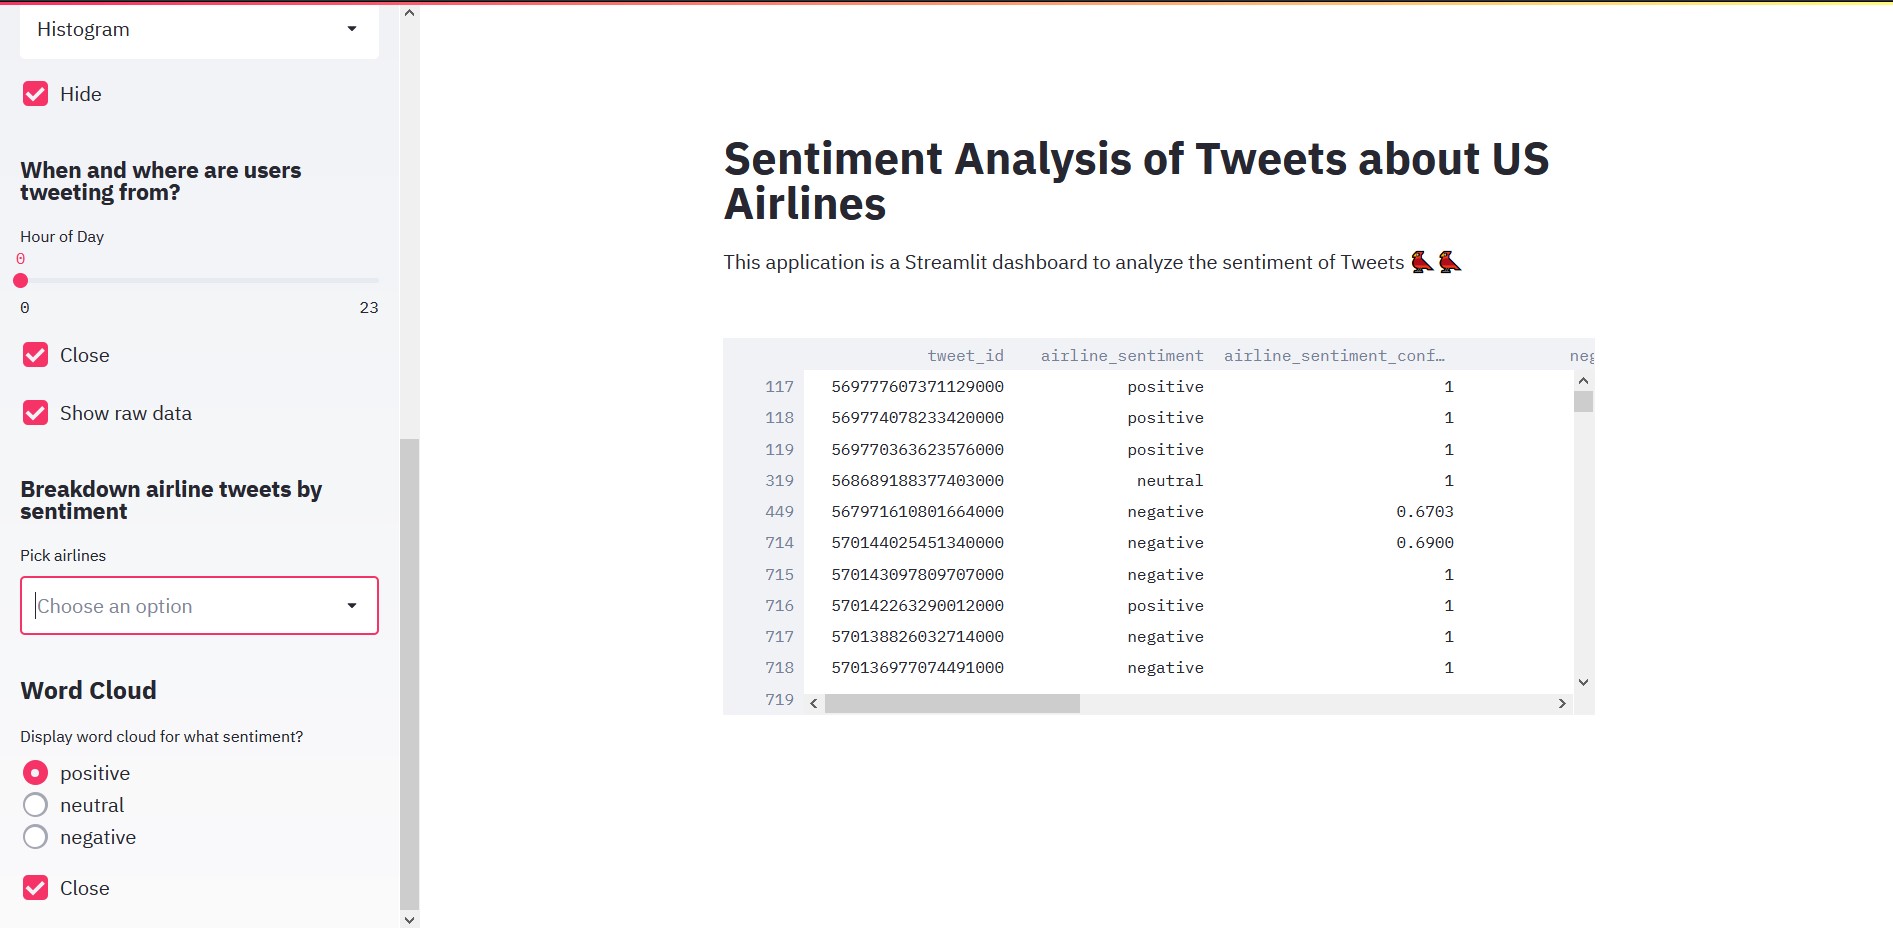 Histogram
Hide
When and where are users
tweeting from?
Hour of Day
0
0 23
Close
Show raw data
Breakdown airline tweets by
sentiment
Pick airlines
Choose an option
Word Cloud
Display word cloud for what sentiment?
positive
neutral
negative
Close
Sentiment Analysis of Tweets about US
Airlines
This application is a Streamlit dashboard to analyze the sentiment of Tweets
tweet_id airline_sentiment airline_sentiment_conf… neg
117 569777607371129000 positive 1
118 569774078233420000 positive 1
119 569770363623576000 positive 1
319 568689188377403000 neutral 1
449 567971610801664000 negative 0.6703
714 570144025451340000 negative 0.6900
715 570143097809707000 negative 1
716 570142263290012000 positive 1
717 570138826032714000 negative 1
718 570136977074491000 negative 1
719